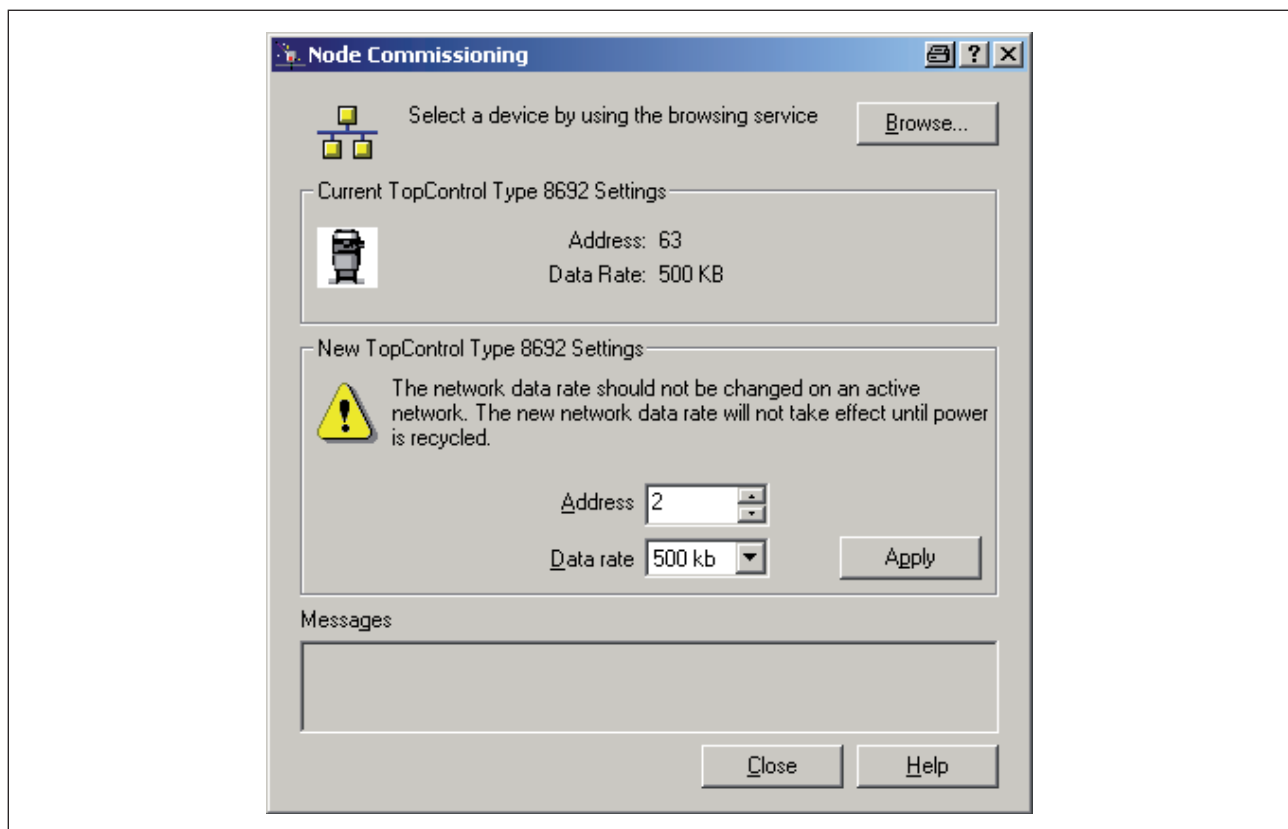 Node Commissioning
Select a device by using the browsing service
Browse...
Current TopControl Type 8692 Settings
Address: 63
Data Rate: 500 KB
New TopControl Type 8692 Settings
The network data rate should not be changed on an active
network. The new network data rate will not take effect until power
is recycled.
Address 2
Data rate 500 kb
Apply
Messages
Close
Help